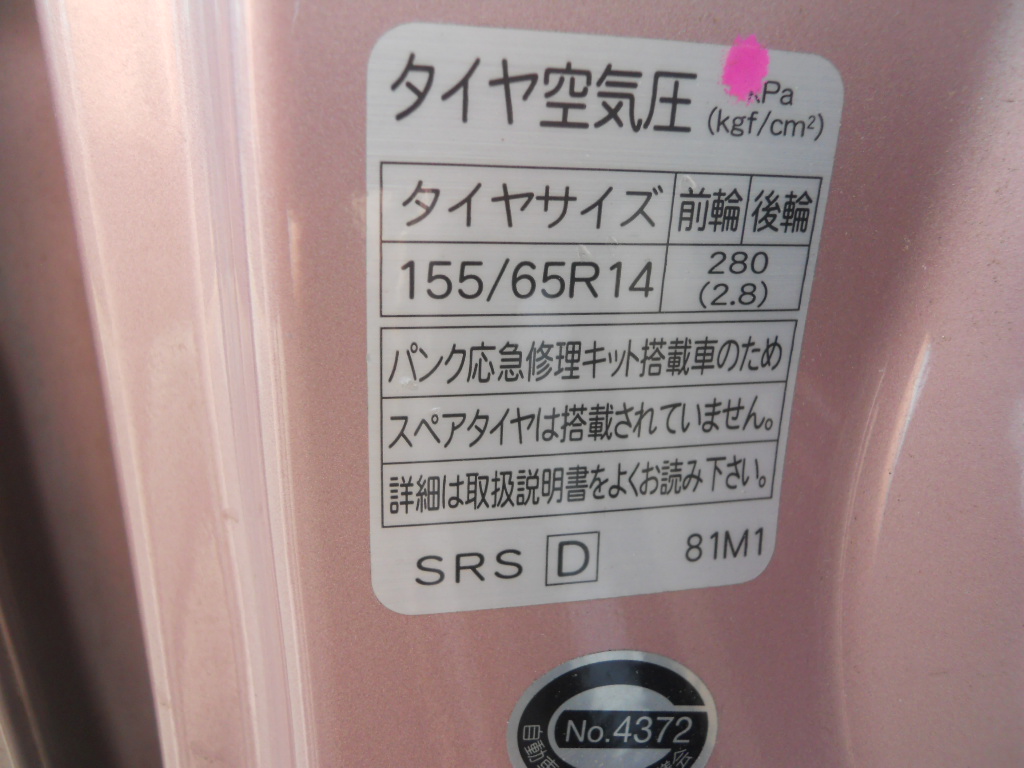 タイヤ空気圧 kPa
(kgf/cm²)
タイヤサイズ 前輪 後輪
155/65R14 280
(2.8)
パンク応急修理キット搭載車のため
スペアタイヤは搭載されていません。
詳細は取扱説明書をよくお読み下さい。
SRS D 81M1
No.4372
自動車